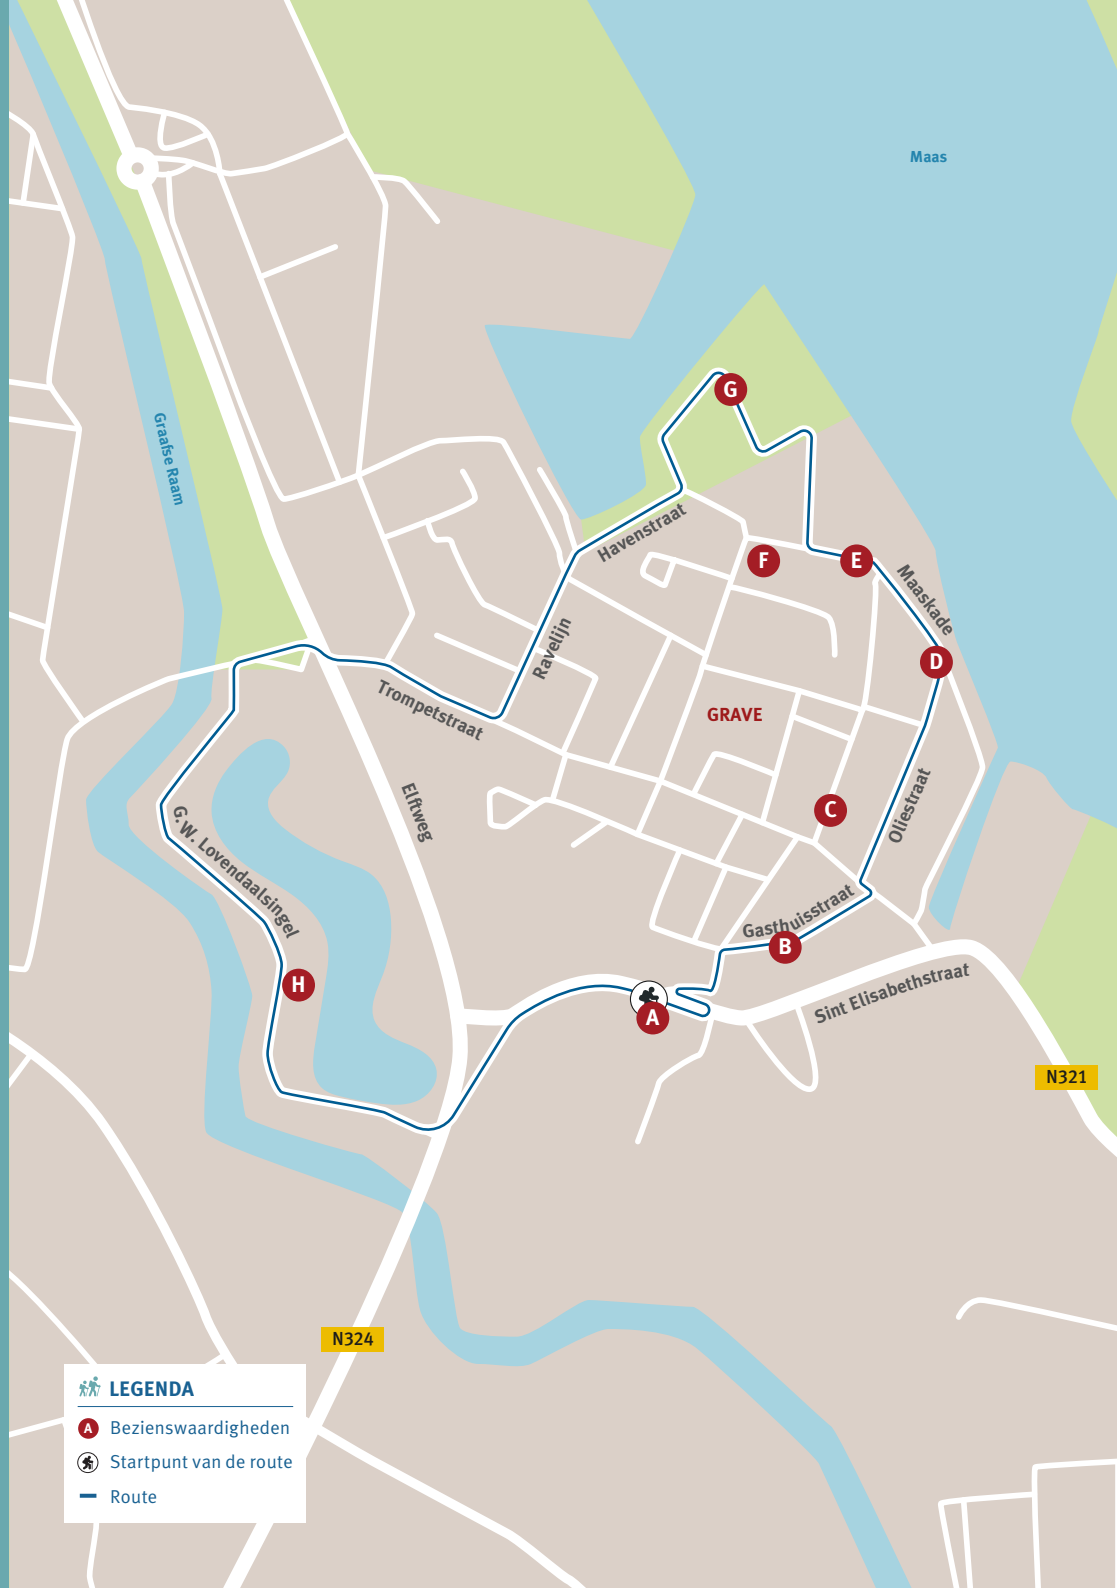 Maas
Graafse Raam
G
Havenstraat
F
E
Maaskade
Ravelijn
D
Trompetstraat
GRAVE
Elftweg
C
Oliestraat
G.W. Lovendaalsingel
Gasthuisstraat
B
H
A
Sint Elisabethstraat
N321
N324
LEGENDA
A Bezienswaardigheden
Startpunt van de route
Route